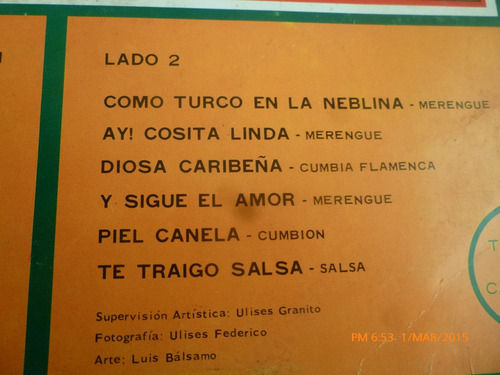 LADO 2
COMO TURCO EN LA NEBLINA - MERENGUE
AY! COSITA LINDA - MERENGUE
DIOSA CARIBEÑA - CUMBIA FLAMENCA
Y SIGUE EL AMOR - MERENGUE
PIEL CANELA - CUMBION
TE TRAIGO SALSA - SALSA
Supervisión Artística: Ulises Granito
Fotografía: Ulises Federico
Arte: Luis Bálsamo
PM 6:53- 1/MAR/2015